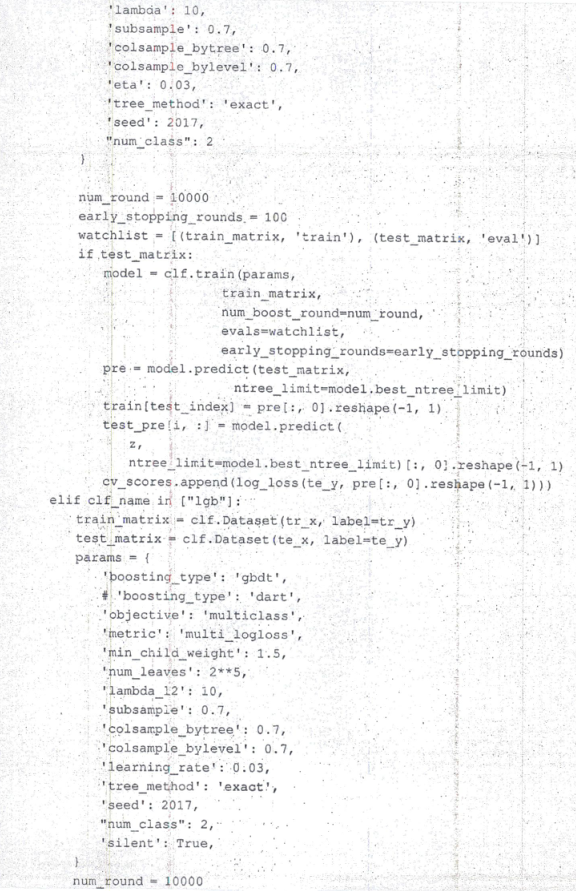 'lambda': 10,
'subsample': 0.7,
'colsample_bytree': 0.7,
'colsample_bylevel': 0.7,
'eta': 0.03,
'tree_method': 'exact',
'seed': 2017,
"num_class": 2
}
num_round = 10000
early_stopping_rounds = 100
watchlist = [(train_matrix, 'train'), (test_matrix, 'eval')]
if test_matrix:
model = clf.train(params,
train_matrix,
num_boost_round=num_round,
evals=watchlist,
early_stopping_rounds=early_stopping_rounds)
pre = model.predict(test_matrix,
ntree_limit=model.best_ntree_limit)
train[test_index] = pre[:, 0].reshape(-1, 1)
test_pre[i, :] = model.predict(
z,
ntree_limit=model.best_ntree_limit)[:, 0].reshape(-1, 1)
cv_scores.append(log_loss(te_y, pre[:, 0].reshape(-1, 1)))
elif clf_name in ["lgb"]:
train_matrix = clf.Dataset(tr_x, label=tr_y)
test_matrix = clf.Dataset(te_x, label=te_y)
params = {
'boosting_type': 'gbdt',
# 'boosting_type': 'dart',
'objective': 'multiclass',
'metric': 'multi_logloss',
'min_child_weight': 1.5,
'num_leaves': 2**5,
'lambda_l2': 10,
'subsample': 0.7,
'colsample_bytree': 0.7,
'colsample_bylevel': 0.7,
'learning_rate': 0.03,
'tree_method': 'exact',
'seed': 2017,
"num_class": 2,
'silent': True,
}
num_round = 10000